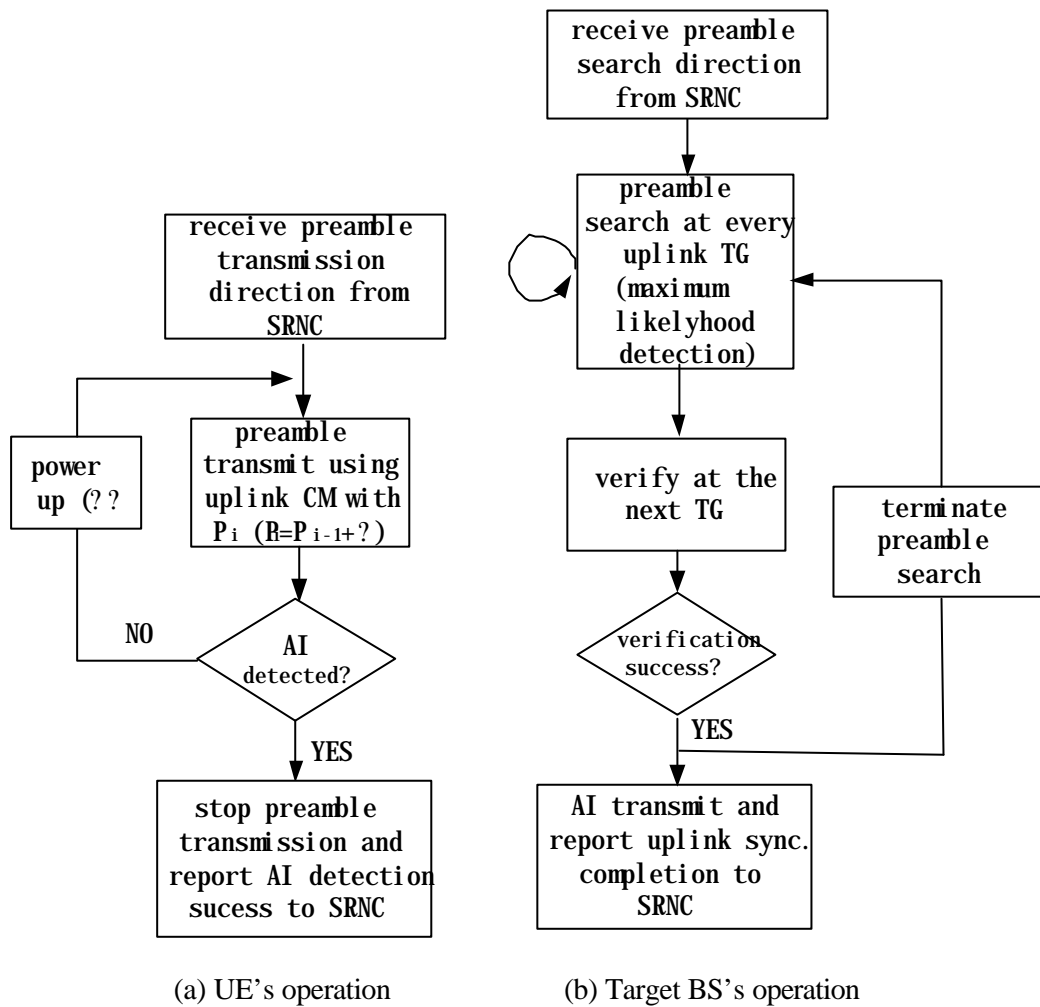 receive preamble
transmission
direction from
SRNC
preamble
transmit using
uplink CM with
Pi (Pi=Pi-1+?)
power
up (??
AI
detected?
NO
YES
stop preamble
transmission and
report AI detection
sucess to SRNC
(a) UE's operation
receive preamble
search direction
from SRNC
preamble
search at every
uplink TG
(maximum
likelyhood
detection)
verify at the
next TG
verification
success?
YES
terminate
preamble
search
AI transmit and
report uplink sync.
completion to
SRNC
(b) Target BS's operation